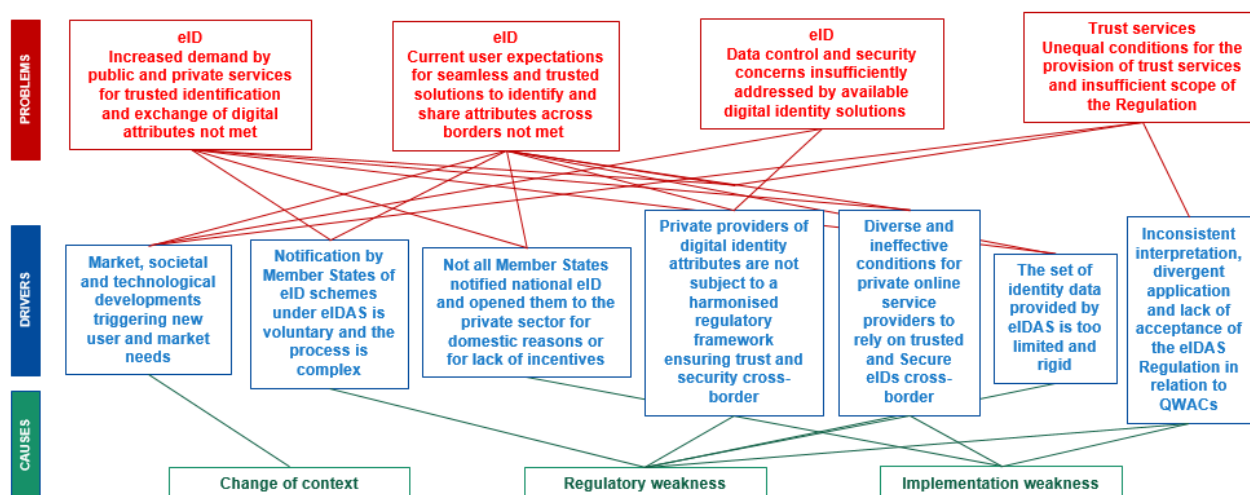 PROBLEMS
eID
Increased demand by
public and private services
for trusted identification
and exchange of digital
attributes not met
eID
Current user expectations
for seamless and trusted
solutions to identify and
share attributes across
borders not met
eID
Data control and security
concerns insufficiently
addressed by available
digital identity solutions
Trust services
Unequal conditions for the
provision of trust services
and insufficient scope of
the Regulation
DRIVERS
Market, societal
and technological
developments
triggering new
user and market
needs
Notification by
Member States of
eID schemes
under eIDAS is
voluntary and the
process is
complex
Not all Member States
notified national eID
and opened them to the
private sector for
domestic reasons or
for lack of incentives
Private providers of
digital identity
attributes are not
subject to a
harmonised
regulatory
framework
ensuring trust and
security cross-
border
Diverse and
ineffective
conditions for
private online
service
providers to
rely on trusted
and Secure
eIDs cross-
border
The set of
identity data
provided by
eIDAS is too
limited and
rigid
Inconsistent
interpretation,
divergent
application
and lack of
acceptance of
the eIDAS
Regulation in
relation to
QWACs
CAUSES
Change of context
Regulatory weakness
Implementation weakness